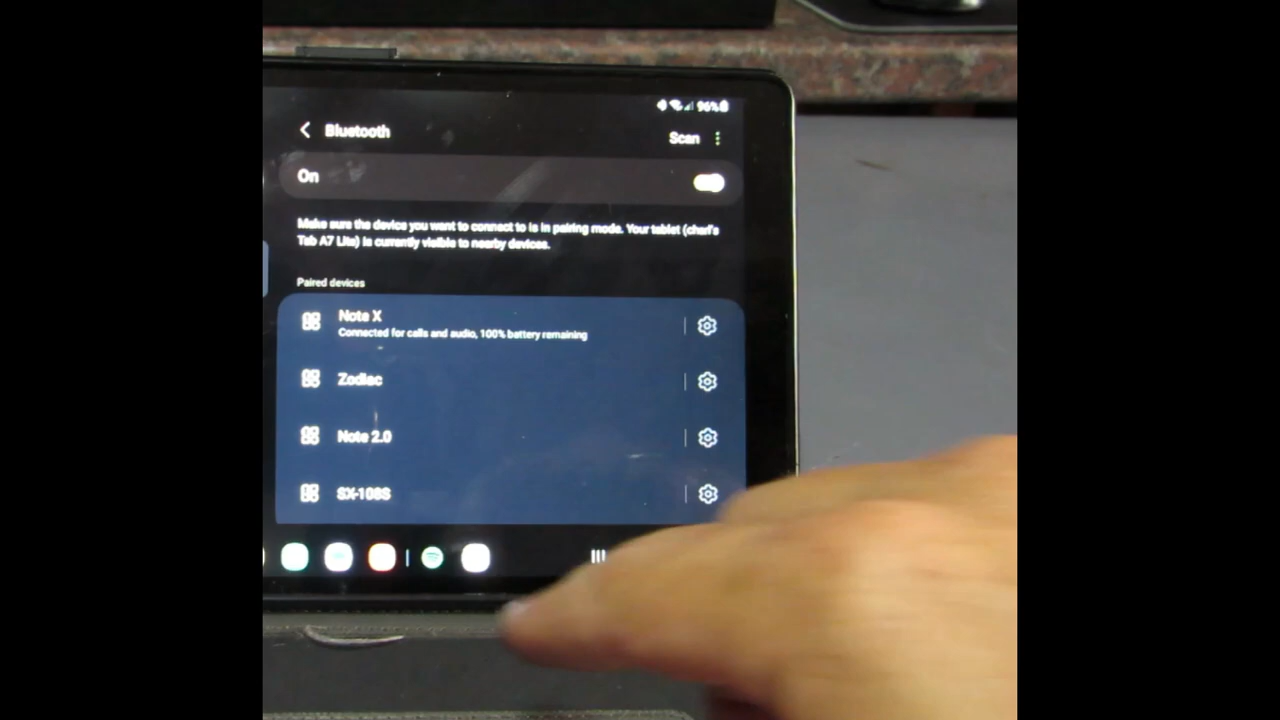 96%
Bluetooth
Scan
On
Make sure the device you want to connect to is in pairing mode. Your tablet (charl's
Tab A7 Lite) is currently visible to nearby devices.
Paired devices
Note X
Connected for calls and audio, 100% battery remaining
Zodiac
Note 2.0
SX-108S